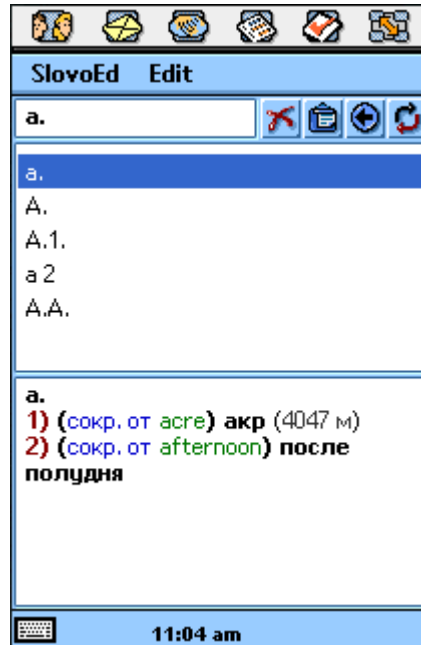 SlovoEd Edit
a.
a.
A.
A.1.
a 2
A.A.
a.
1) (сокр. от acre) акр (4047 м)
2) (сокр. от afternoon) после
полудня
11:04 am